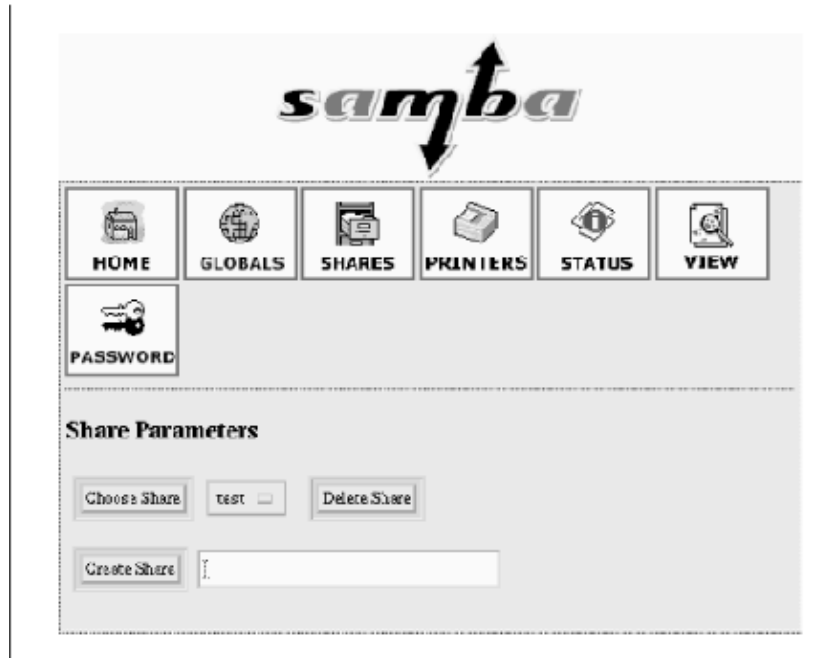 samba
HOME GLOBALS SHARES PRINTERS STATUS VIEW
PASSWORD
Share Parameters
Choose Share test Delete Share
Create Share